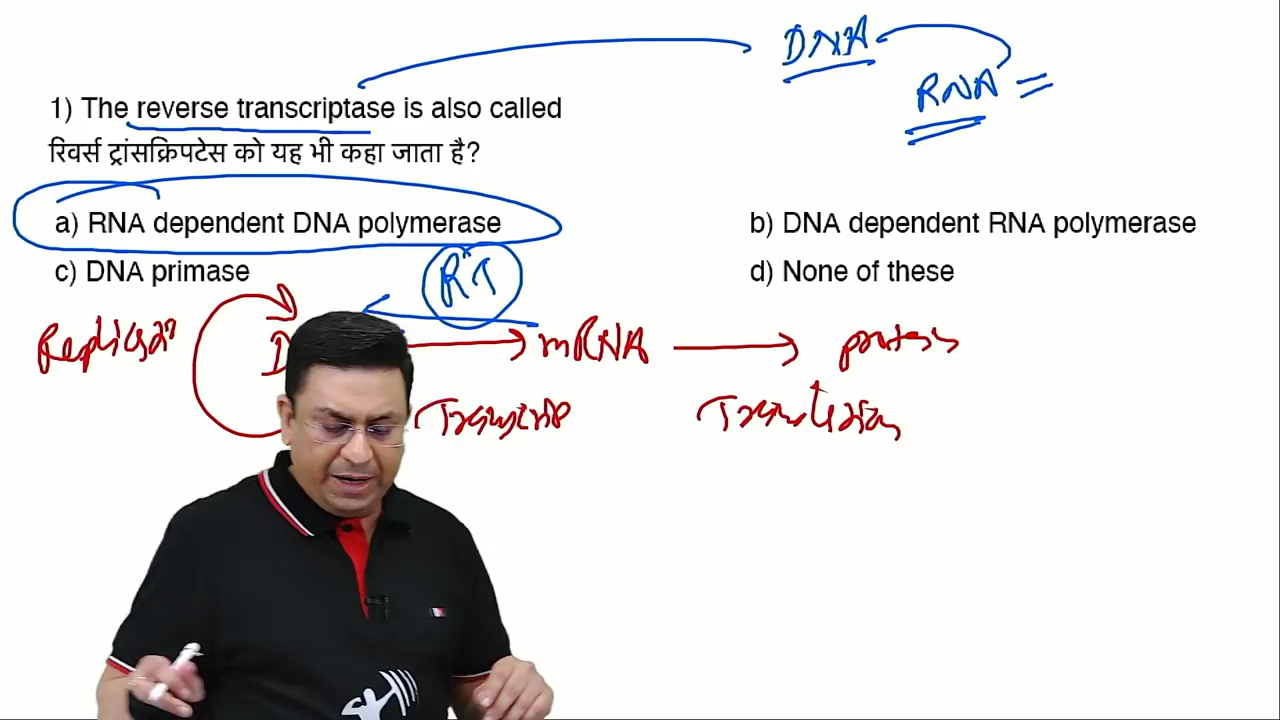 DNA
RNA =
1) The reverse transcriptase is also called
रिवर्स ट्रांसक्रिपटेस को यह भी कहा जाता है?
a) RNA dependent DNA polymerase
b) DNA dependent RNA polymerase
c) DNA primase
d) None of these
RT
D
mRNA